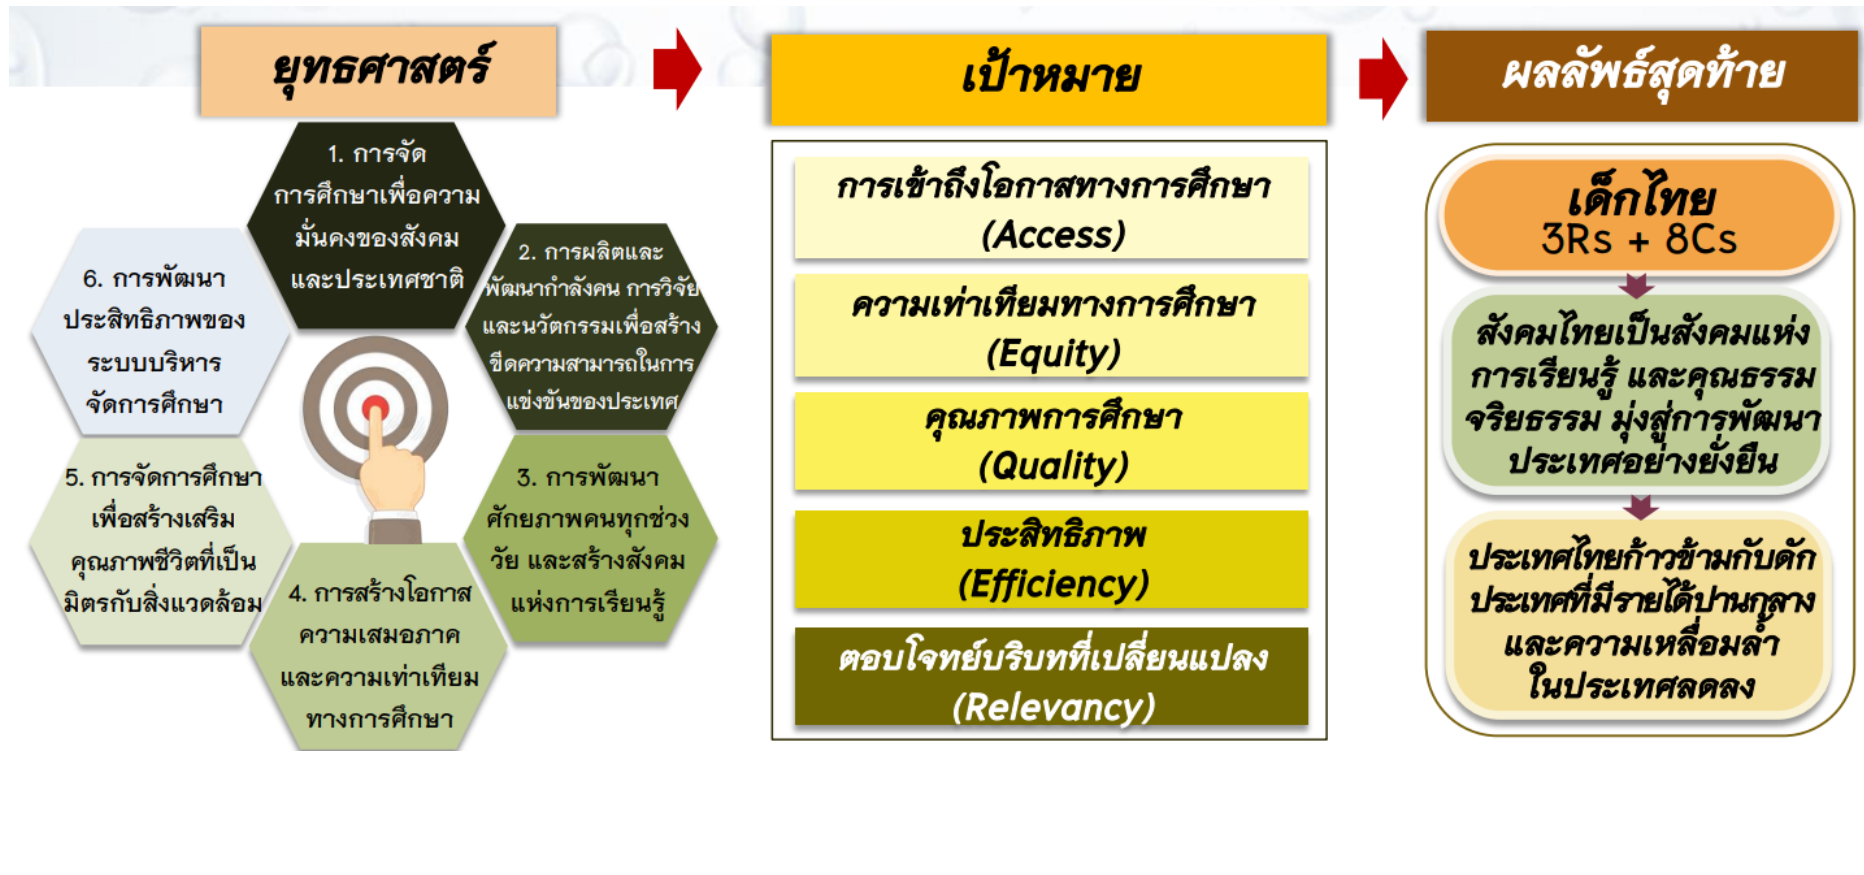 ยุทธศาสตร์
เป้าหมาย
ผลลัพธ์สุดท้าย
1. การจัด
การศึกษาเพื่อความ
มั่นคงของสังคม
และประเทศชาติ
2. การผลิตและ
พัฒนากำลังคน การวิจัย
และนวัตกรรมเพื่อสร้าง
ขีดความสามารถในการ
แข่งขันของประเทศ
3. การพัฒนา
ศักยภาพคนทุกช่วง
วัย และสร้างสังคม
แห่งการเรียนรู้
4. การสร้างโอกาส
ความเสมอภาค
และความเท่าเทียม
ทางการศึกษา
5. การจัดการศึกษา
เพื่อสร้างเสริม
คุณภาพชีวิตที่เป็น
มิตรกับสิ่งแวดล้อม
6. การพัฒนา
ประสิทธิภาพของ
ระบบบริหาร
จัดการศึกษา
การเข้าถึงโอกาสทางการศึกษา
(Access)
ความเท่าเทียมทางการศึกษา
(Equity)
คุณภาพการศึกษา
(Quality)
ประสิทธิภาพ
(Efficiency)
ตอบโจทย์บริบทที่เปลี่ยนแปลง
(Relevancy)
เด็กไทย
3Rs + 8Cs
สังคมไทยเป็นสังคมแห่ง
การเรียนรู้ และคุณธรรม
จริยธรรม มุ่งสู่การพัฒนา
ประเทศอย่างยั่งยืน
ประเทศไทยก้าวข้ามกับดัก
ประเทศที่มีรายได้ปานกลาง
และความเหลื่อมล้ำ
ในประเทศลดลง